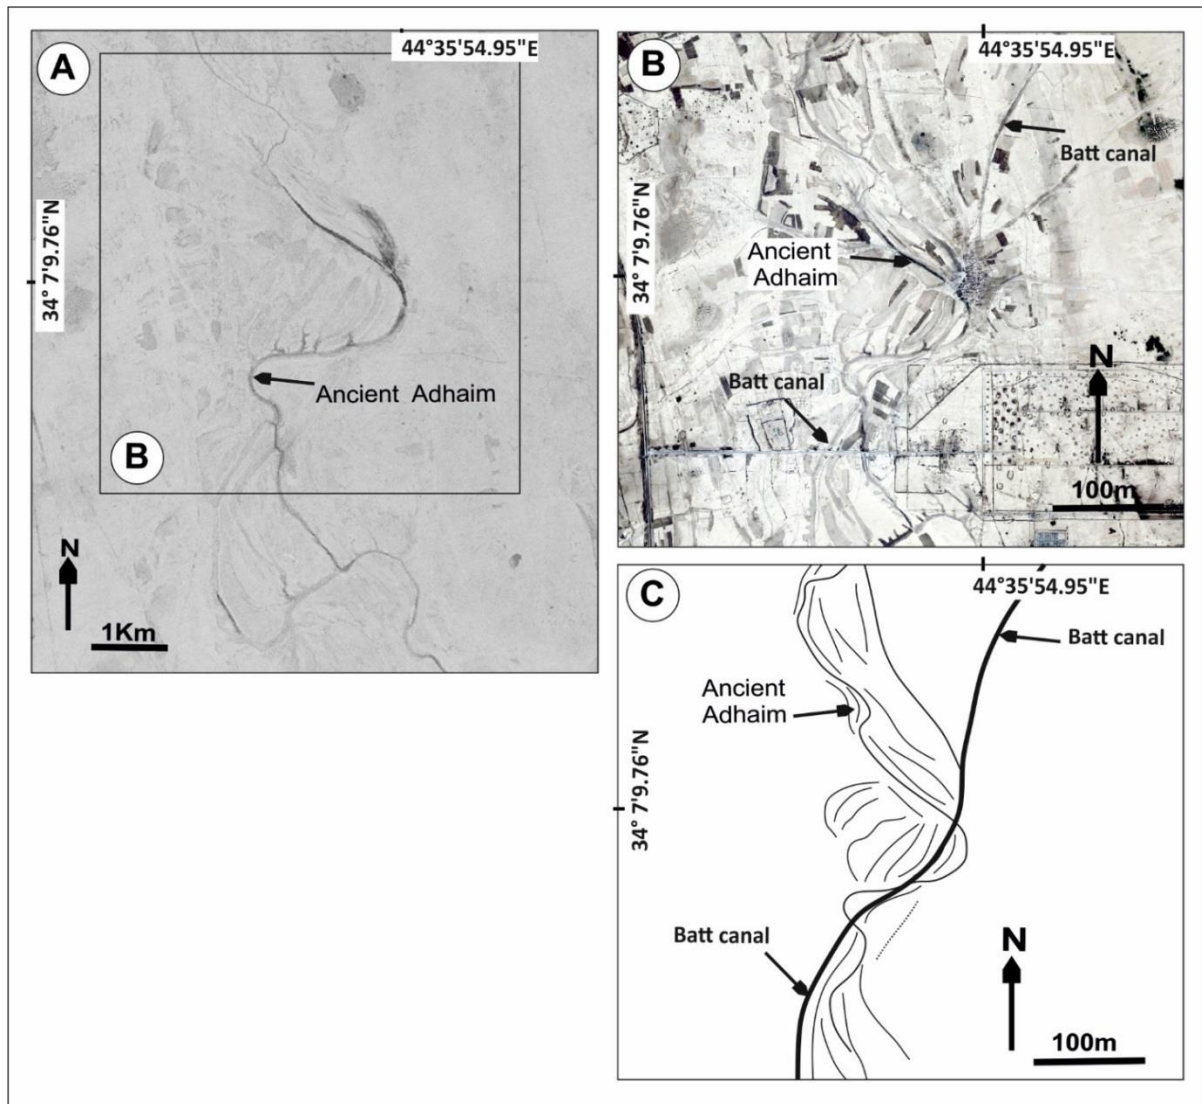 A
44°35'54.95"E
34° 7'9.76"N
Ancient Adhaim
B
N
1Km
B
44°35'54.95"E
Batt canal
34° 7'9.76"N
Ancient
Adhaim
Batt canal
N
100m
C
44°35'54.95"E
Batt canal
Ancient
Adhaim
34° 7'9.76"N
Batt canal
N
100m